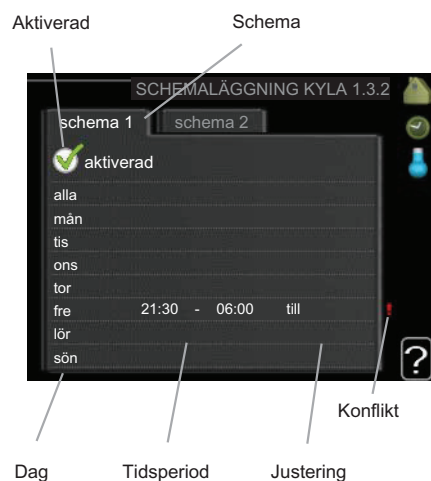 Aktiverad Schema
SCHEMALÄGGNING KYLA 1.3.2
schema 1 schema 2
aktiverad
alla
mån
tis
ons
tor
fre 21:30 - 06:00 till
lör
sön
?
Konflikt
Dag Tidsperiod Justering